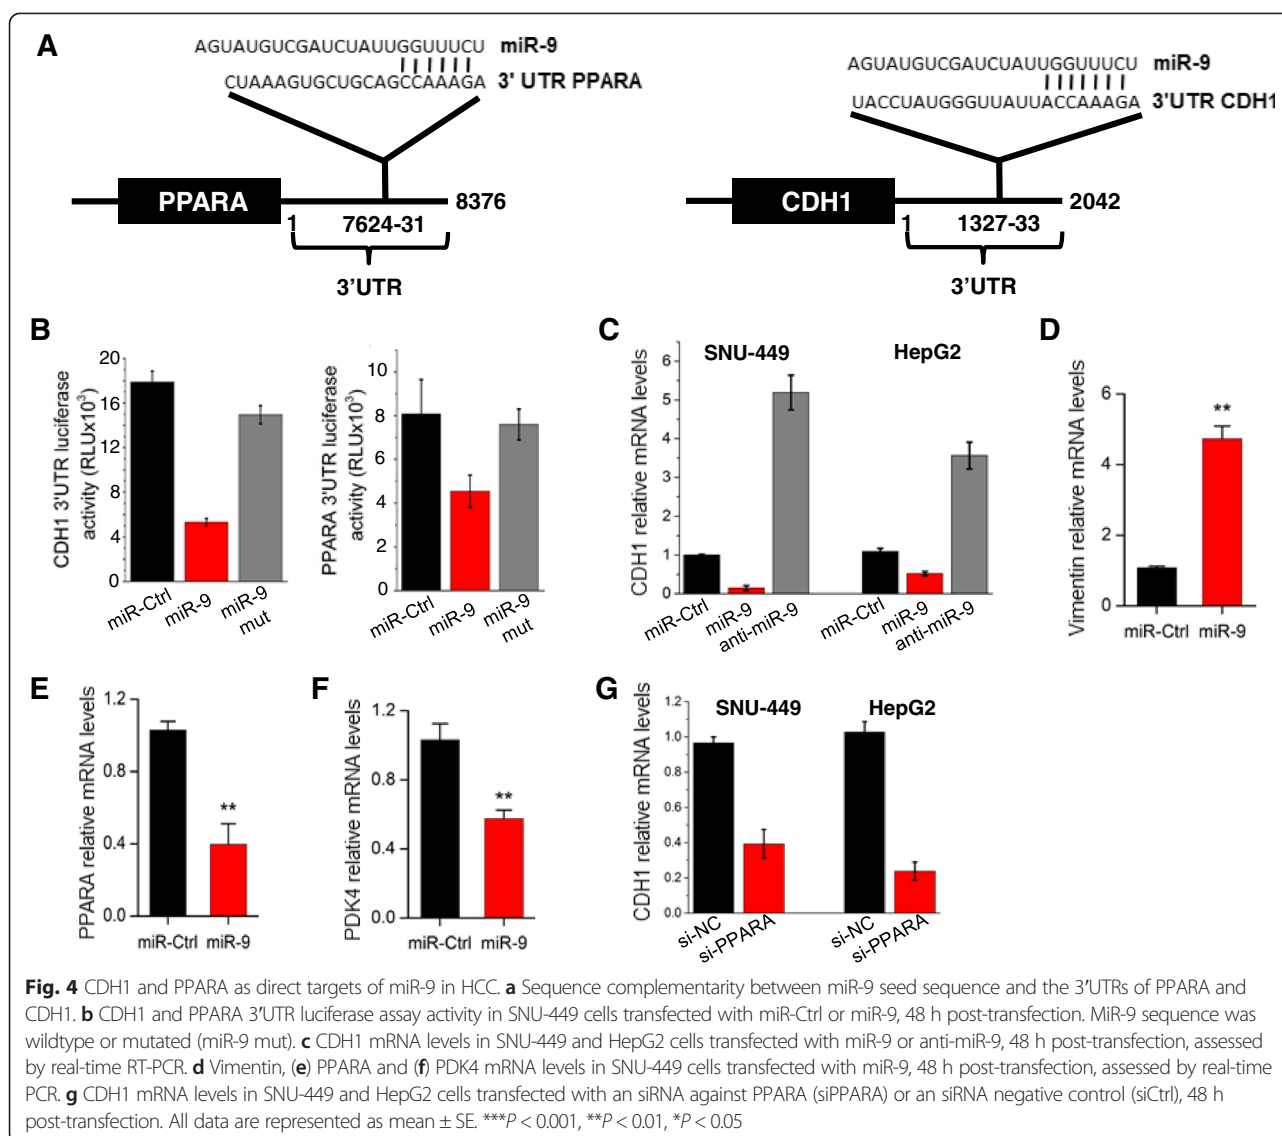 A
AGUAUGUCGAUCUAUUGGUUUCU miR-9
CUAAAGUGCUGCAGCCAAAGA 3' UTR PPARA
PPARA
1
7624-31
8376
3'UTR
AGUAUGUCGAUCUAUUGGUUUCU miR-9
UACCUAUGGGUUAUUACCAAAGA 3'UTR CDH1
CDH1
1
1327-33
2042
3'UTR
B
CDH1 3'UTR luciferase
activity (RLUx10³)
20
16
12
8
4
0
miR-Ctrl
miR-9
miR-9
mut
PPARA 3'UTR luciferase
activity (RLUx10³)
10
8
6
4
2
0
miR-Ctrl
miR-9
miR-9
mut
C
CDH1 relative mRNA levels
SNU-449
HepG2
6
5
4
3
2
1
0
miR-Ctrl
miR-9
anti-miR-9
miR-Ctrl
miR-9
anti-miR-9
D
Vimentin relative mRNA levels
6
4
2
0
**
miR-Ctrl
miR-9
E
PPARA relative mRNA levels
1.2
0.8
0.4
0.0
**
miR-Ctrl
miR-9
F
PDK4 relative mRNA levels
1.2
0.8
0.4
0.0
**
miR-Ctrl
miR-9
G
CDH1 relative mRNA levels
SNU-449
HepG2
1.2
1.0
0.8
0.6
0.4
0.2
0.0
si-NC
si-PPARA
si-NC
si-PPARA
Fig. 4 CDH1 and PPARA as direct targets of miR-9 in HCC. a Sequence complementarity between miR-9 seed sequence and the 3′UTRs of PPARA and
CDH1. b CDH1 and PPARA 3′UTR luciferase assay activity in SNU-449 cells transfected with miR-Ctrl or miR-9, 48 h post-transfection. MiR-9 sequence was
wildtype or mutated (miR-9 mut). c CDH1 mRNA levels in SNU-449 and HepG2 cells transfected with miR-9 or anti-miR-9, 48 h post-transfection, assessed
by real-time RT-PCR. d Vimentin, (e) PPARA and (f) PDK4 mRNA levels in SNU-449 cells transfected with miR-9, 48 h post-transfection, assessed by real-time
PCR. g CDH1 mRNA levels in SNU-449 and HepG2 cells transfected with an siRNA against PPARA (siPPARA) or an siRNA negative control (siCtrl), 48 h
post-transfection. All data are represented as mean ± SE. ***P < 0.001, **P < 0.01, *P < 0.05